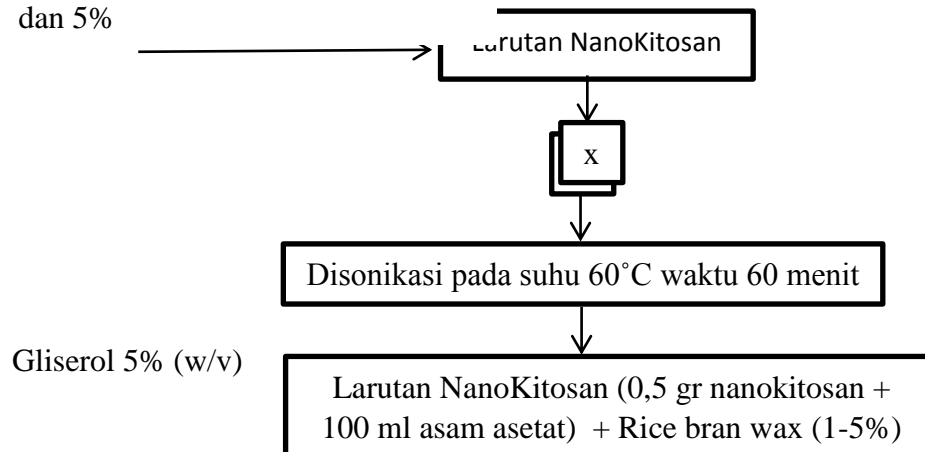 dan 5%
NanoKitosan
x
Disonikasi pada suhu 60˚C waktu 60 menit
Gliserol 5% (w/v)
Larutan NanoKitosan (0,5 gr nanokitosan +
100 ml asam asetat) + Rice bran wax (1-5%)